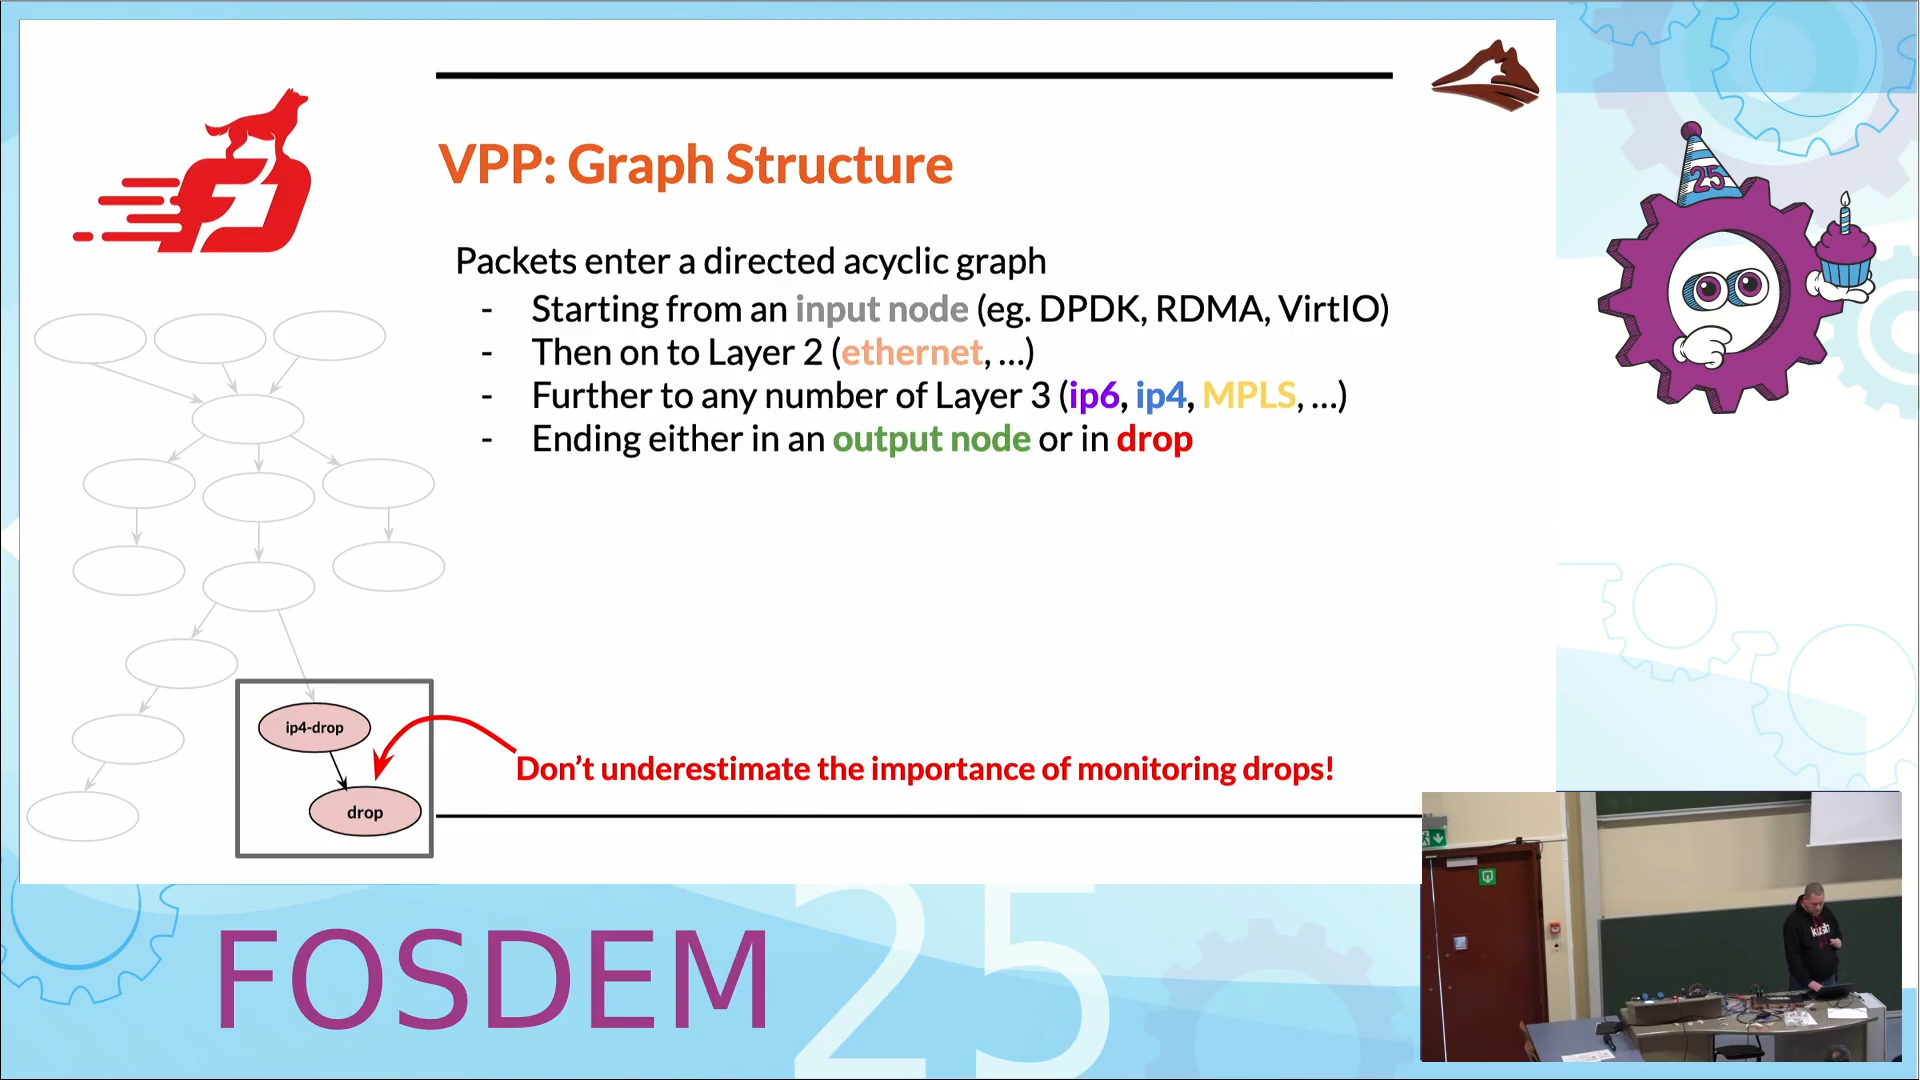 VPP: Graph Structure
Packets enter a directed acyclic graph
- Starting from an input node (eg. DPDK, RDMA, VirtIO)
- Then on to Layer 2 (ethernet, ...)
- Further to any number of Layer 3 (ip6, ip4, MPLS, ...)
- Ending either in an output node or in drop
ip4-drop
Don't underestimate the importance of monitoring drops!
drop
25
FOSDEM 25